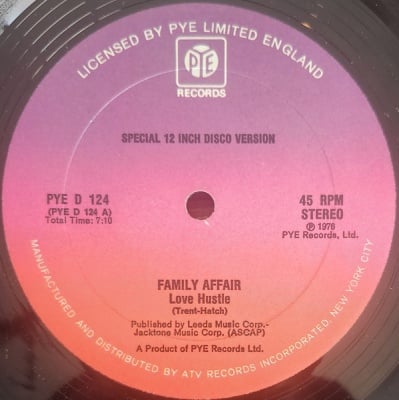 LICENSED BY PYE LIMITED ENGLAND
PYE
RECORDS
SPECIAL 12 INCH DISCO VERSION
PYE D 124
(PYE D 124 A)
Total Time: 7:10
45 RPM
STEREO
℗ 1976
PYE Records, Ltd.
FAMILY AFFAIR
Love Hustle
(Trent-Hatch)
Published by Leeds Music Corp.-
Jacktone Music Corp. (ASCAP)
A Product of PYE Records Ltd.
MANUFACTURED AND DISTRIBUTED BY ATV RECORDS INCORPORATED, NEW YORK CITY